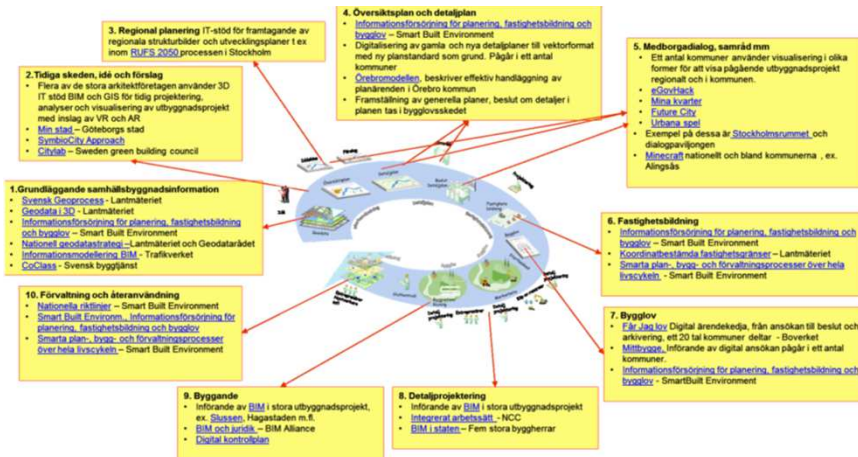 3. Regional planering IT-stöd för framtagande av
regionala strukturbilder och utvecklingsplaner t ex
inom RUFS 2050 processen i Stockholm
4. Översiktsplan och detaljplan
• Informationsförsörjning för planering, fastighetsbildning och
bygglov – Smart Built Environment
• Digitalisering av gamla och nya detaljplaner till vektorformat
med ny planstandard som grund. Pågår i ett antal
kommuner
• Örebromodellen, beskriver effektiv handläggning av
planärenden i Örebro kommun
• Framställning av generella planer, beslut om detaljer i
planen tas i bygglovsskedet
5. Medborgadialog, samråd mm
• Ett antal kommuner använder visualisering i olika
former för att visa pågående utbyggnadsprojekt
regionalt och i kommunen.
• eGovHack
• Mina kvarter
• Future City
• Urbana spel
• Exempel på dessa är Stockholmsrummet och
dialogpaviljongen
• Minecraft nationellt och bland kommunerna , ex.
Alingsås
2.Tidiga skeden, idé och förslag
• Flera av de stora arkitektföretagen använder 3D
IT stöd BIM och GIS för tidig projektering,
analyser och visualisering av utbyggnadsprojekt
med inslag av VR och AR
• Min stad – Göteborgs stad
• SymbioCity Approach
• Citylab – Sweden green building council
1.Grundläggande samhällsbyggnadsinformation
• Svensk Geoprocess - Lantmäteriet
• Geodata i 3D - Lantmäteriet
• Informationsförsörjning för planering, fastighetsbildning
och bygglov – Smart Built Environment
• Nationell geodatastrategi –Lantmäteriet och Geodatarådet
• Informationsmodellering BIM - Trafikverket
• CoClass - Svensk byggtjänst
6. Fastighetsbildning
• Informationsförsörjning för planering, fastighetsbildning och
bygglov – Smart Built Environment
• Koordinatbestämda fastighetsgränser – Lantmäteriet
• Smarta plan-, bygg- och förvaltningsprocesser över hela
livscykeln - Smart Built Environment
10. Förvaltning och återanvändning
• Nationella riktlinjer – Smart Built Environment
• Smart Built Environm., Informationsförsörjning för
planering, fastighetsbildning och bygglov
• Smarta plan-, bygg- och förvaltningsprocesser
över hela livscykeln – Smart Built Environment
7. Bygglov
• Får Jag lov Digital ärendekedja, från ansökan till beslut och
arkivering, ett 20 tal kommuner deltar - Boverket
• Mittbygge, Införande av digital ansökan pågår i ett antal
kommuner.
• Informationsförsörjning för planering, fastighetsbildning och
bygglov - SmartBuilt Environment
9. Byggande
• Införande av BIM i stora utbyggnadsprojekt,
ex. Slussen, Hagastaden m.fl.
• BIM och juridik – BIM Alliance
• Digital kontrollplan
8. Detaljprojektering
• Införande av BIM i stora utbyggnadsprojekt
• Integrerat arbetssätt - NCC
• BIM i staten – Fem stora byggherrar